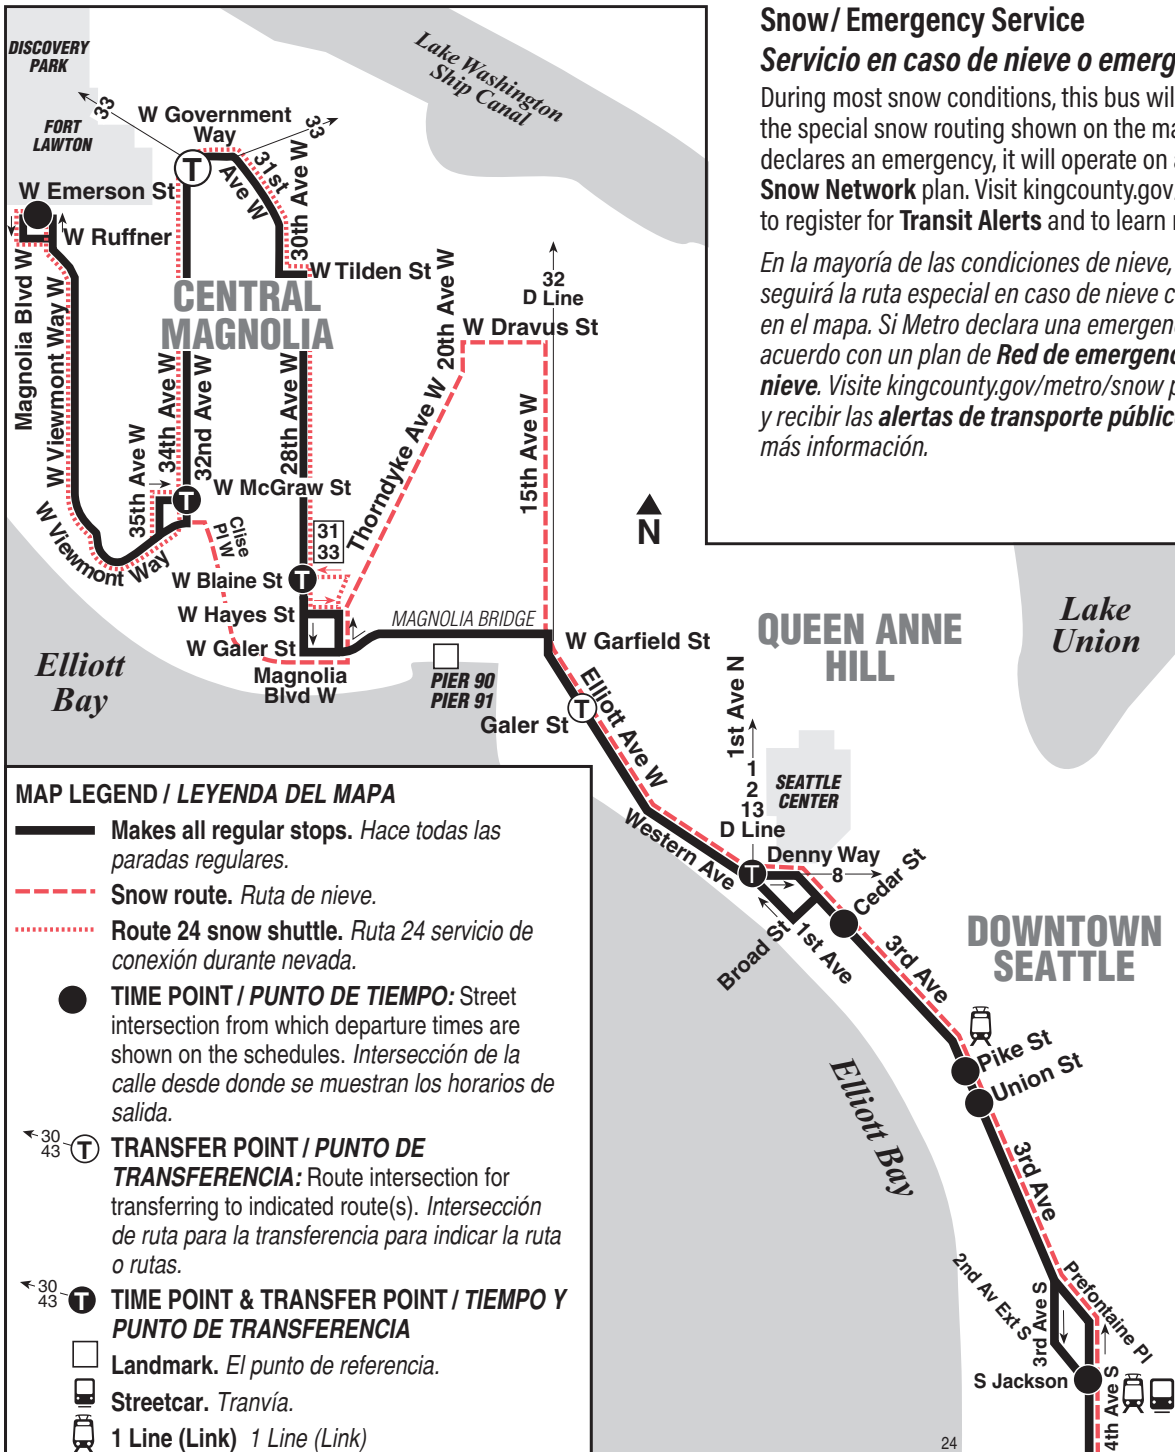 Snow/Emergency Service
Servicio en caso de nieve o emerg
During most snow conditions, this bus wil
the special snow routing shown on the ma
declares an emergency, it will operate on
Snow Network plan. Visit kingcounty.gov
to register for Transit Alerts and to learn
En la mayoría de las condiciones de nieve,
seguirá la ruta especial en caso de nieve
en el mapa. Si Metro declara una emergen
acuerdo con un plan de Red de emergenc
nieve. Visite kingcounty.gov/metro/snow p
y recibir las alertas de transporte públic
más información.
DISCOVERY
PARK
33
FORT
LAWTON
W Government
Way
33
Lake Washington
Ship Canal
T
31st
Ave W
30th Ave W
W Emerson St
W Ruffner
W Tilden St
CENTRAL
MAGNOLIA
Magnolia Blvd W
W Viewmont Way W
34th Ave W
32nd Ave W
28th Ave W
35th Ave W
W McGraw St
T
W Viewmont Way
Clise
Pl W
Thorndyke Ave W
20th Ave W
32
D Line
W Dravus St
15th Ave W
N
31
33
W Blaine St
T
W Hayes St
W Galer St
MAGNOLIA BRIDGE
Magnolia
Blvd W
PIER 90
PIER 91
W Garfield St
Galer St
T
Elliott Ave W
Elliott
Bay
QUEEN ANNE
HILL
Lake
Union
1st Ave N
1
2
13
D Line
SEATTLE
CENTER
Western Ave
T
Denny Way
8
Cedar St
Broad St
1st Ave
3rd Ave
DOWNTOWN
SEATTLE
Pike St
Union St
Elliott Bay
3rd Ave
2nd Av Ext S
3rd Ave S
Prefontaine Pl
S Jackson
4th Ave S
24
MAP LEGEND / LEYENDA DEL MAPA
Makes all regular stops. Hace todas las
paradas regulares.
Snow route. Ruta de nieve.
Route 24 snow shuttle. Ruta 24 servicio de
conexión durante nevada.
TIME POINT / PUNTO DE TIEMPO: Street
intersection from which departure times are
shown on the schedules. Intersección de la
calle desde donde se muestran los horarios de
salida.
30
43
T
TRANSFER POINT / PUNTO DE
TRANSFERENCIA: Route intersection for
transferring to indicated route(s). Intersección
de ruta para la transferencia para indicar la ruta
o rutas.
30
43
T
TIME POINT & TRANSFER POINT / TIEMPO Y
PUNTO DE TRANSFERENCIA
Landmark. El punto de referencia.
Streetcar. Tranvía.
1 Line (Link) 1 Line (Link)